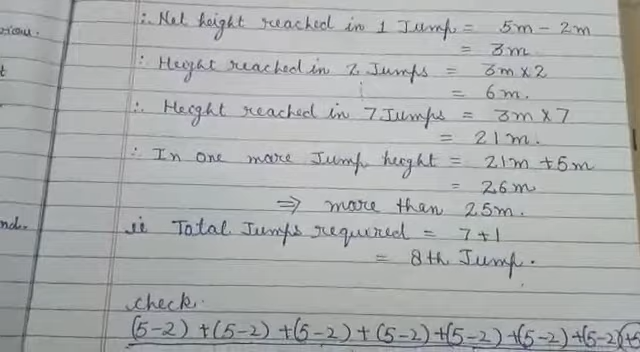 ∴ Net height reached in 1 Jump = 5m - 2m
= 3m.
∴ Height reached in 2 Jumps = 3m × 2
= 6m.
∴ Height reached in 7 Jumps = 3m × 7
= 21m.
∴ In one more Jump height = 21m + 5m
= 26m
⇒ more than 25m.
ie Total Jumps required = 7+1
= 8th Jump.
check.
(5-2) + (5-2) + (5-2) + (5-2) + (5-2) + (5-2) + (5-2)